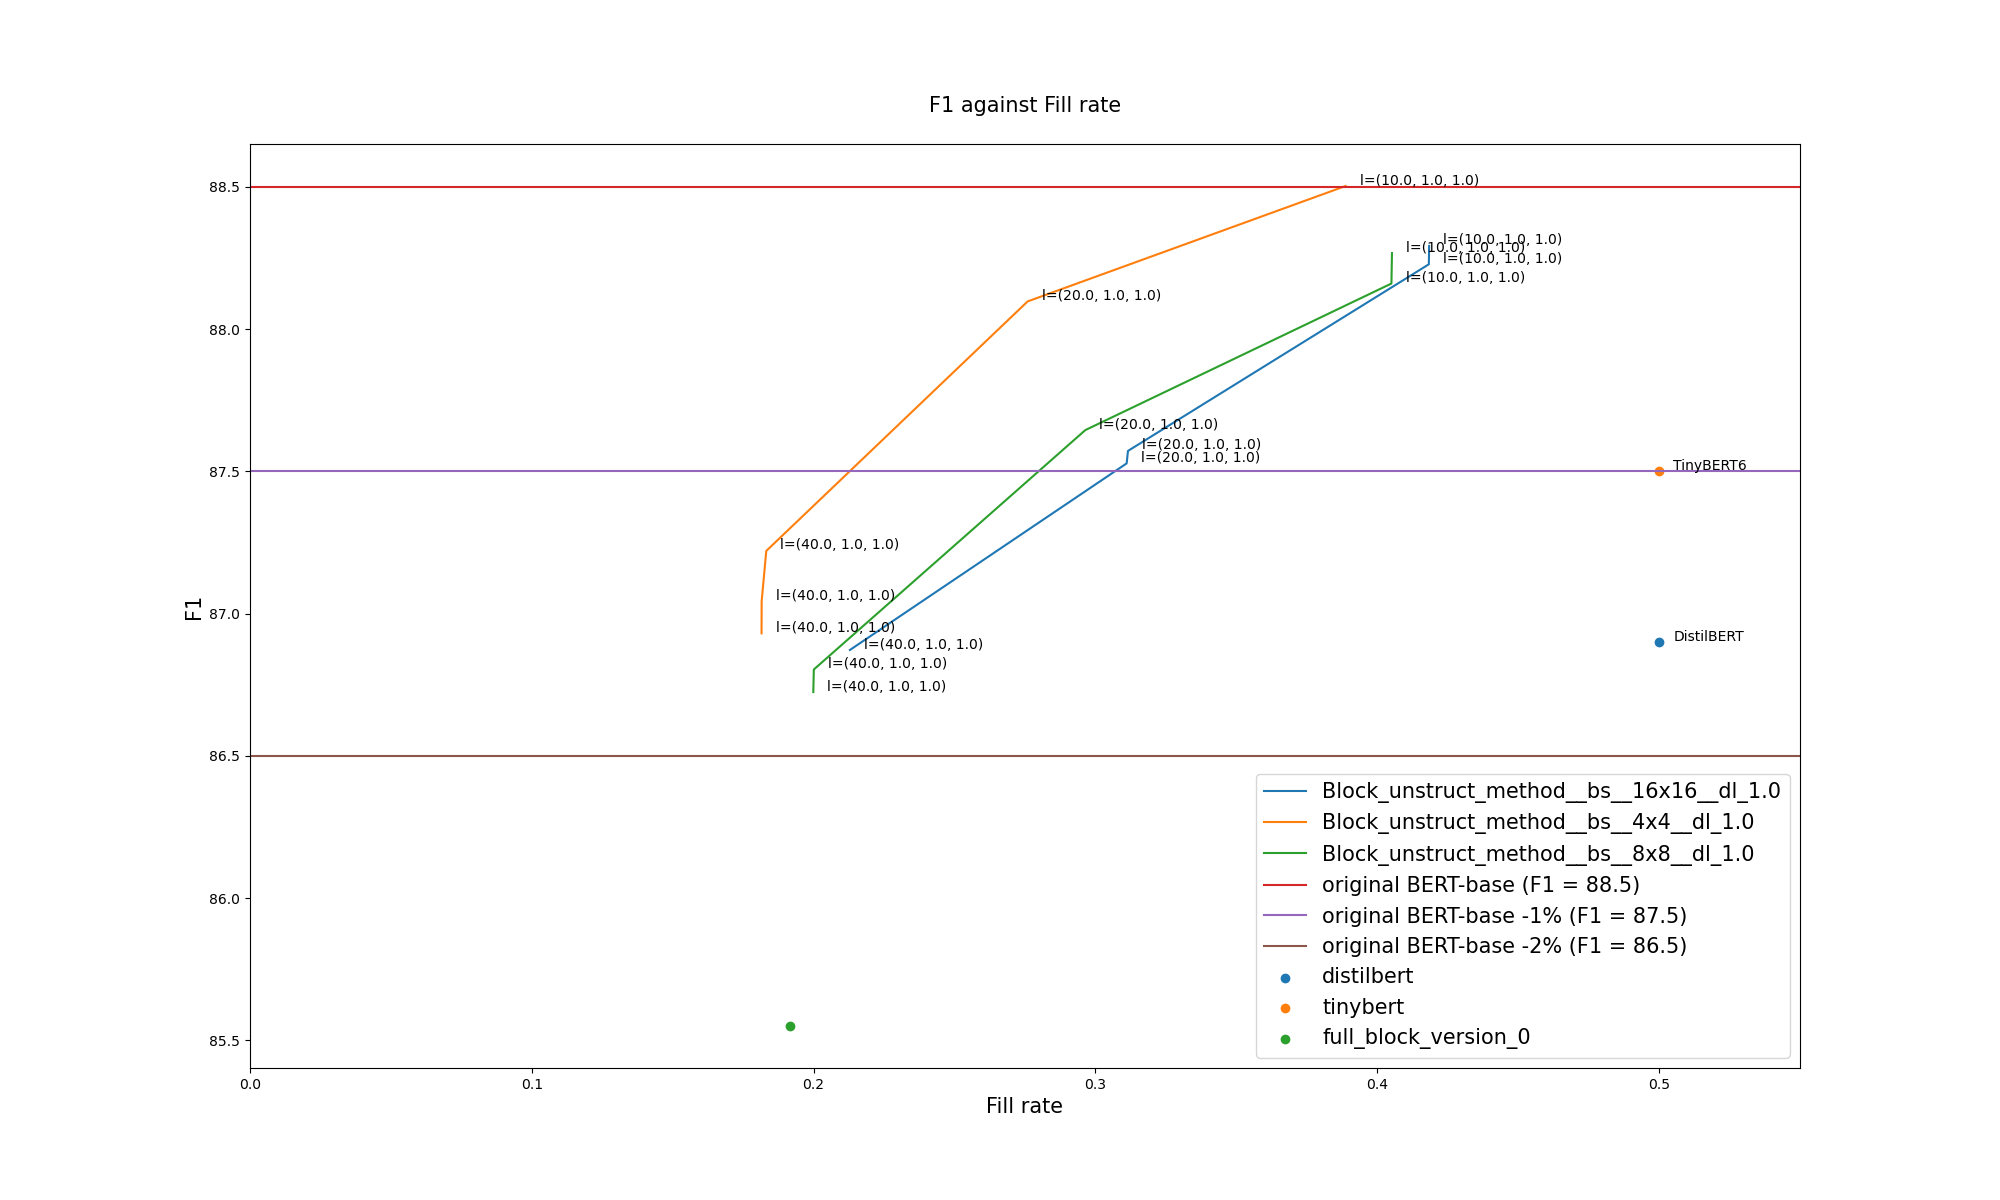 F1 against Fill rate
88.5
88.0
87.5
87.0
86.5
86.0
85.5
F1
l=(10.0, 1.0, 1.0)
l=(10.0, 1.0, 1.0)
l=(10.0, 1.0, 1.0)
l=(10.0, 1.0, 1.0)
l=(10.0, 1.0, 1.0)
l=(20.0, 1.0, 1.0)
l=(20.0, 1.0, 1.0)
l=(20.0, 1.0, 1.0)
l=(20.0, 1.0, 1.0)
TinyBERT6
l=(40.0, 1.0, 1.0)
l=(40.0, 1.0, 1.0)
l=(40.0, 1.0, 1.0)
DistilBERT
l=(40.0, 1.0, 1.0)
l=(40.0, 1.0, 1.0)
l=(40.0, 1.0, 1.0)
Block_unstruct_method__bs__16x16__dl_1.0
Block_unstruct_method__bs__4x4__dl_1.0
Block_unstruct_method__bs__8x8__dl_1.0
original BERT-base (F1 = 88.5)
original BERT-base -1% (F1 = 87.5)
original BERT-base -2% (F1 = 86.5)
distilbert
tinybert
full_block_version_0
0.0 0.1 0.2 0.3 0.4 0.5
Fill rate